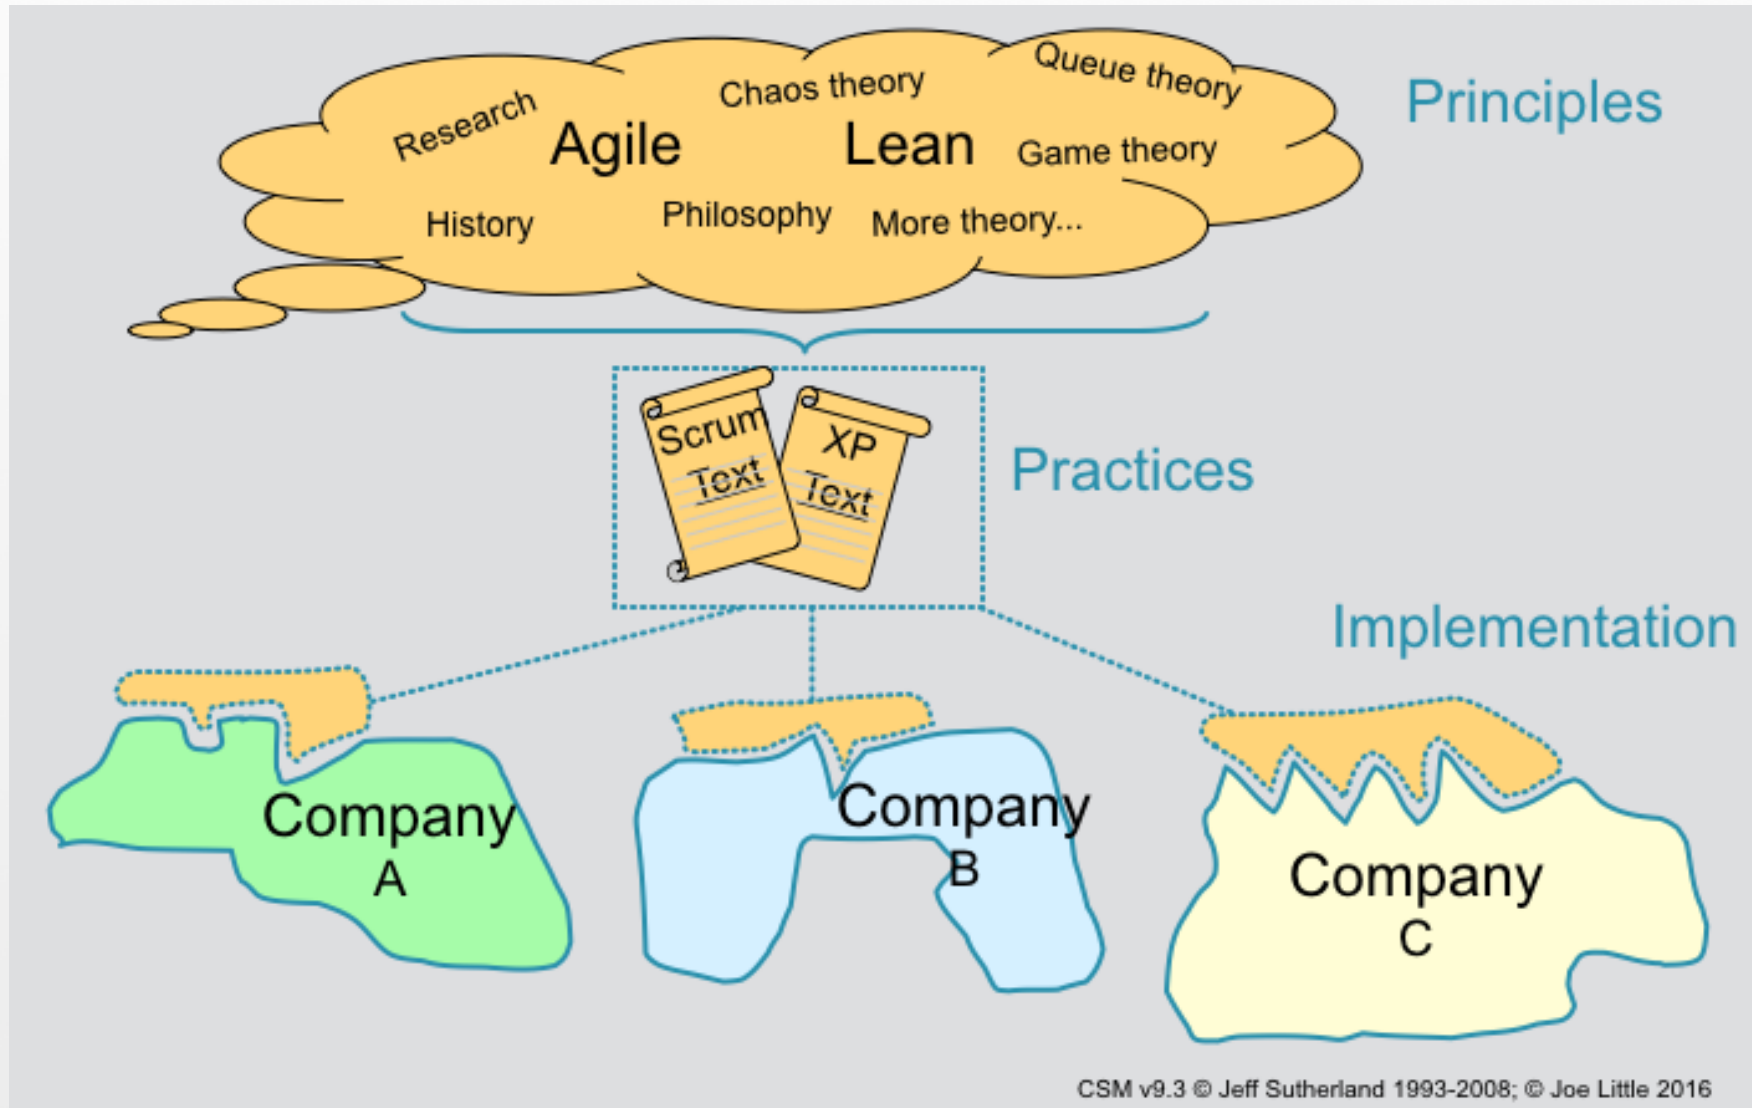 Research
Chaos theory
Queue theory
Principles
Agile
Lean
Game theory
History
Philosophy
More theory...
Scrum
Text
XP
Text
Practices
Implementation
Company
A
Company
B
Company
C
CSM v9.3 © Jeff Sutherland 1993-2008; © Joe Little 2016